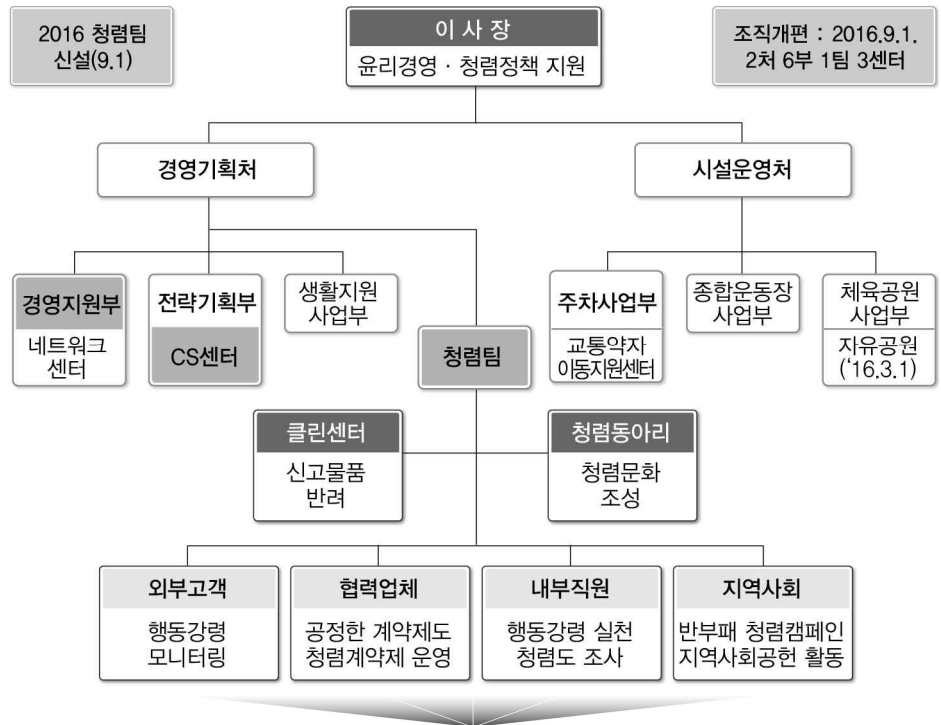 2016 청렴팀
신설(9.1)
이 사 장
윤리경영 · 청렴정책 지원
조직개편 : 2016.9.1.
2처 6부 1팀 3센터
경영기획처
시설운영처
경영지원부
네트워크
센터
전략기획부
CS센터
생활지원
사업부
청렴팀
주차사업부
교통약자
이동지원센터
종합운동장
사업부
체육공원
사업부
자유공원
(‘16.3.1)
클린센터
신고물품
반려
청렴동아리
청렴문화
조성
외부고객
행동강령
모니터링
협력업체
공정한 계약제도
청렴계약제 운영
내부직원
행동강령 실천
청렴도 조사
지역사회
반부패 청렴캠페인
지역사회공헌 활동